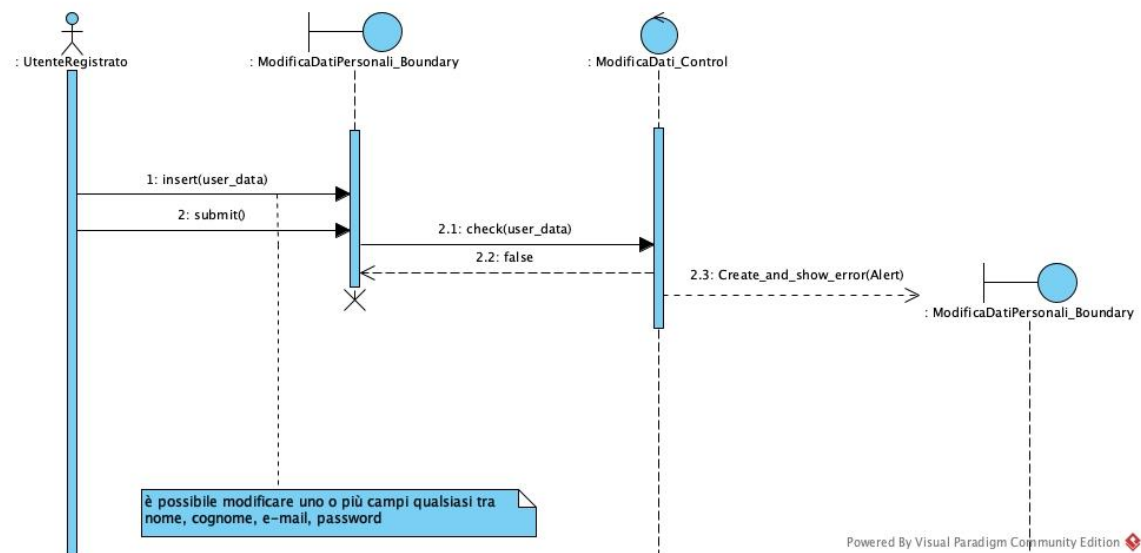 : UtenteRegistrato
: ModificaDatiPersonali_Boundary
: ModificaDati_Control
1: insert(user_data)
2: submit()
2.1: check(user_data)
2.2: false
2.3: Create_and_show_error(Alert)
: ModificaDatiPersonali_Boundary
è possibile modificare uno o più campi qualsiasi tra
nome, cognome, e-mail, password
Powered By Visual Paradigm Community Edition